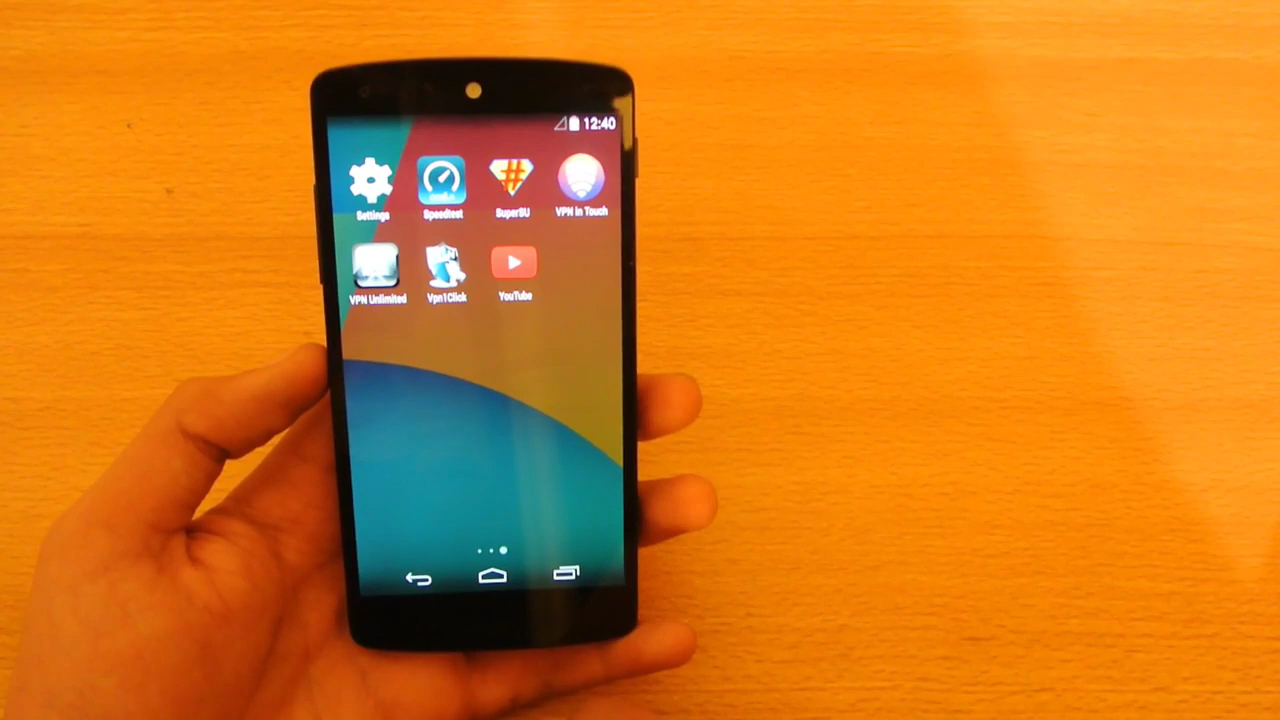 12:40
Settings
Speedtest
SuperSU
VPN in Touch
VPN Unlimited
Vpn1Click
YouTube